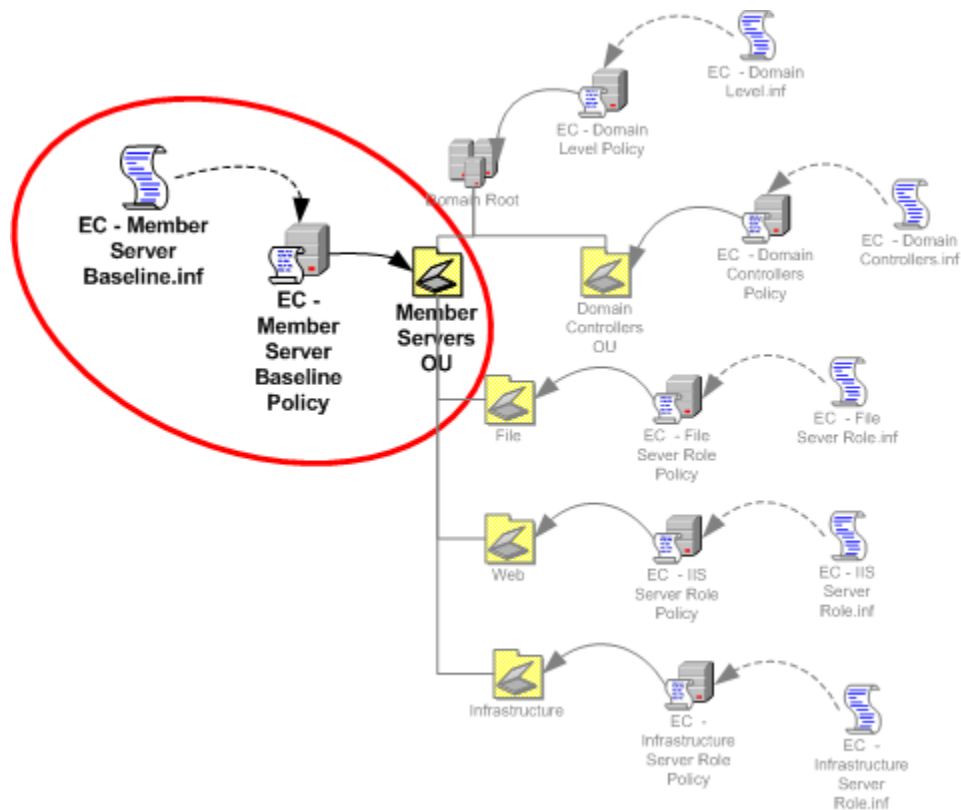 EC - Domain
Level.inf
EC - Domain
Level Policy
Domain Root
EC - Member
Server
Baseline.inf
EC -
Member
Server
Baseline
Policy
Member
Servers
OU
Domain
Controllers
OU
EC - Domain
Controllers
Policy
EC - Domain
Controllers.inf
File
EC - File
Sever Role
Policy
EC - File
Sever Role.inf
Web
EC - IIS
Server Role
Policy
EC - IIS
Server
Role.inf
Infrastructure
EC -
Infrastructure
Server Role
Policy
EC -
Infrastructure
Server
Role.inf